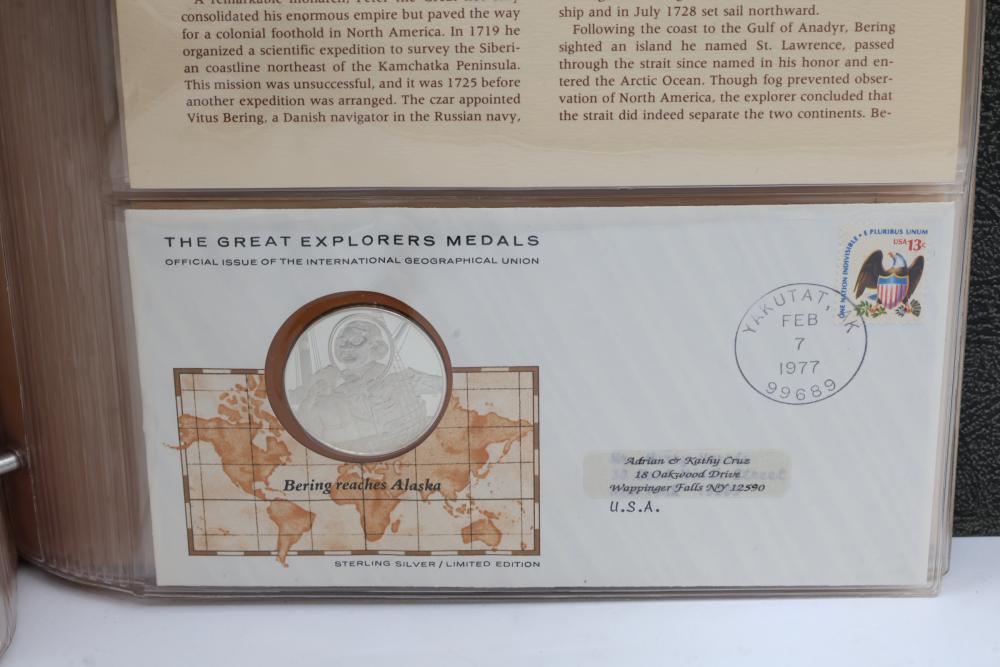 A remarkable monarch, Peter the Great not only
consolidated his enormous empire but paved the way
for a colonial foothold in North America. In 1719 he
organized a scientific expedition to survey the Siberi-
an coastline northeast of the Kamchatka Peninsula.
This mission was unsuccessful, and it was 1725 before
another expedition was arranged. The czar appointed
Vitus Bering, a Danish navigator in the Russian navy,
ship and in July 1728 set sail northward.
Following the coast to the Gulf of Anadyr, Bering
sighted an island he named St. Lawrence, passed
through the strait since named in his honor and en-
tered the Arctic Ocean. Though fog prevented obser-
vation of North America, the explorer concluded that
the strait did indeed separate the two continents. Be-
THE GREAT EXPLORERS MEDALS
OFFICIAL ISSUE OF THE INTERNATIONAL GEOGRAPHICAL UNION
ONE NATION INDIVISIBLE • E PLURIBUS UNUM
USA 13c
YAKUTAT, AK
FEB
7
1977
99689
Bering reaches Alaska
STERLING SILVER / LIMITED EDITION
Adrian & Kathy Cruz
18 Oakwood Drive
Wappinger Falls NY 12590
U.S.A.